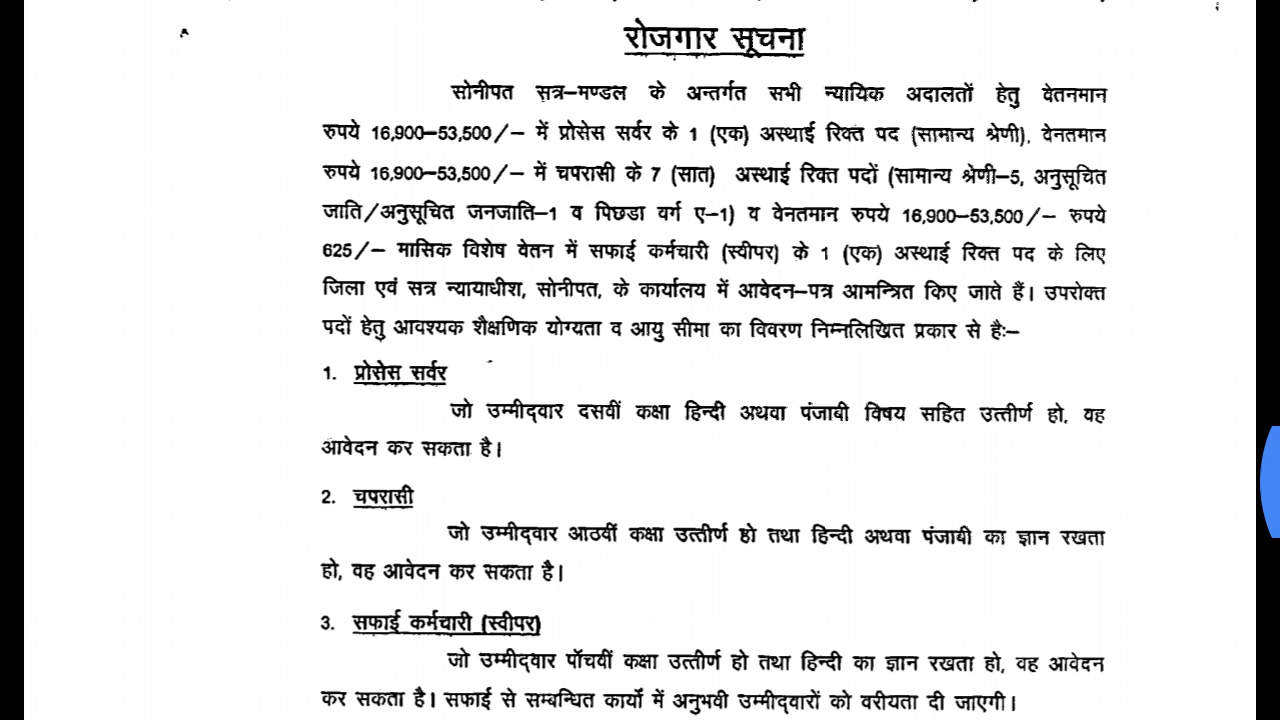 रोजगार सूचना
सोनीपत सत्र–मण्डल के अन्तर्गत सभी न्यायिक अदालतों हेतु वेतनमान
रुपये 16,900–53,500/– में प्रोसेस सर्वर के 1 (एक) अस्थाई रिक्त पद (सामान्य श्रेणी), वेनतमान
रुपये 16,900–53,500/– में चपरासी के 7 (सात) अस्थाई रिक्त पदों (सामान्य श्रेणी–5, अनुसूचित
जाति/अनुसूचित जनजाति–1 व पिछडा वर्ग ए–1) व वेनतमान रुपये 16,900–53,500/– रुपये
625/– मासिक विशेष वेतन में सफाई कर्मचारी (स्वीपर) के 1 (एक) अस्थाई रिक्त पद के लिए
जिला एवं सत्र न्यायाधीश, सोनीपत, के कार्यालय में आवेदन–पत्र आमन्त्रित किए जाते हैं। उपरोक्त
पदों हेतु आवश्यक शैक्षणिक योग्यता व आयु सीमा का विवरण निम्नलिखित प्रकार से हैः–
1. प्रोसेस सर्वर
जो उम्मीद्वार दसवीं कक्षा हिन्दी अथवा पंजाबी विषय सहित उत्तीर्ण हो, वह
आवेदन कर सकता है।
2. चपरासी
जो उम्मीद्वार आठवीं कक्षा उत्तीर्ण हो तथा हिन्दी अथवा पंजाबी का ज्ञान रखता
हो, वह आवेदन कर सकता है।
3. सफाई कर्मचारी (स्वीपर)
जो उम्मीद्वार पॉचवीं कक्षा उत्तीर्ण हो तथा हिन्दी का ज्ञान रखता हो, वह आवेदन
कर सकता है। सफाई से सम्बन्धित कार्यों में अनुभवी उम्मीद्वारों को वरीयता दी जाएगी।